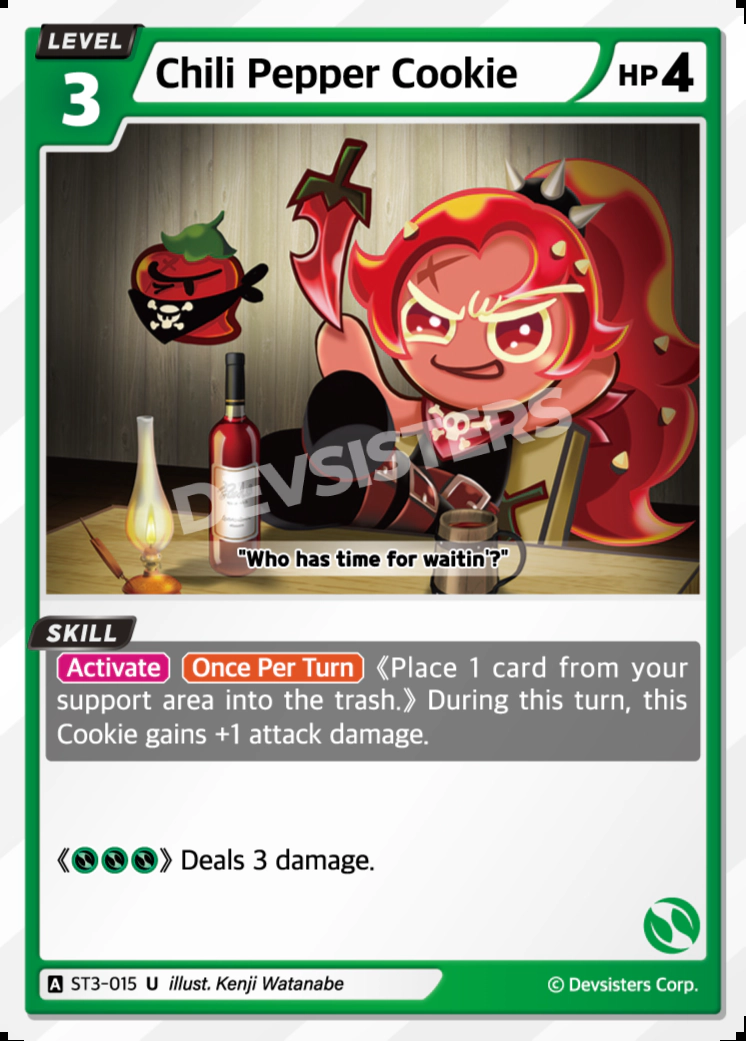 LEVEL
3
Chili Pepper Cookie
HP 4
DEVSISTERS
"Who has time for waitin'?"
SKILL
Activate Once Per Turn 《Place 1 card from your
support area into the trash.》 During this turn, this
Cookie gains +1 attack damage.
《》 Deals 3 damage.
A ST3-015 U illust. Kenji Watanabe
© Devsisters Corp.